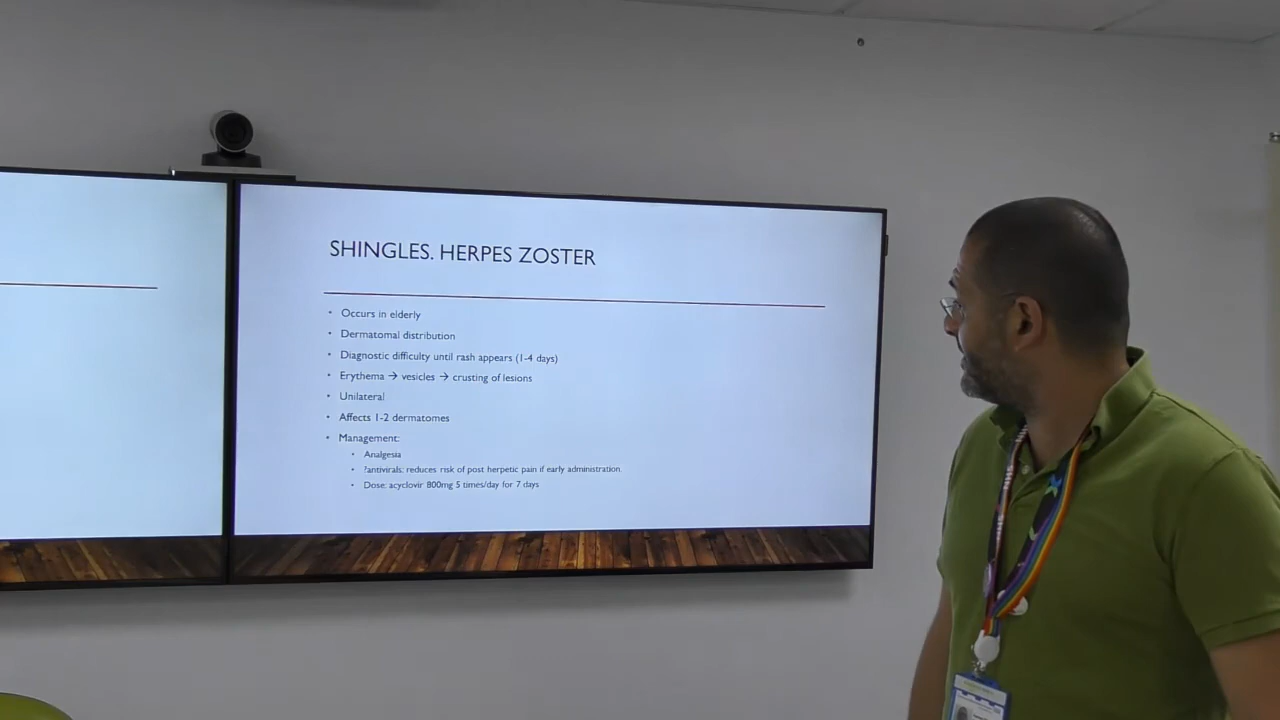 SHINGLES. HERPES ZOSTER
• Occurs in elderly
• Dermatomal distribution
• Diagnostic difficulty until rash appears (1-4 days)
• Erythema → vesicles → crusting of lesions
• Unilateral
• Affects 1-2 dermatomes
• Management:
• Analgesia
• ?antivirals: reduces risk of post herpetic pain if early administration.
• Dose: acyclovir 800mg 5 times/day for 7 days
NHS